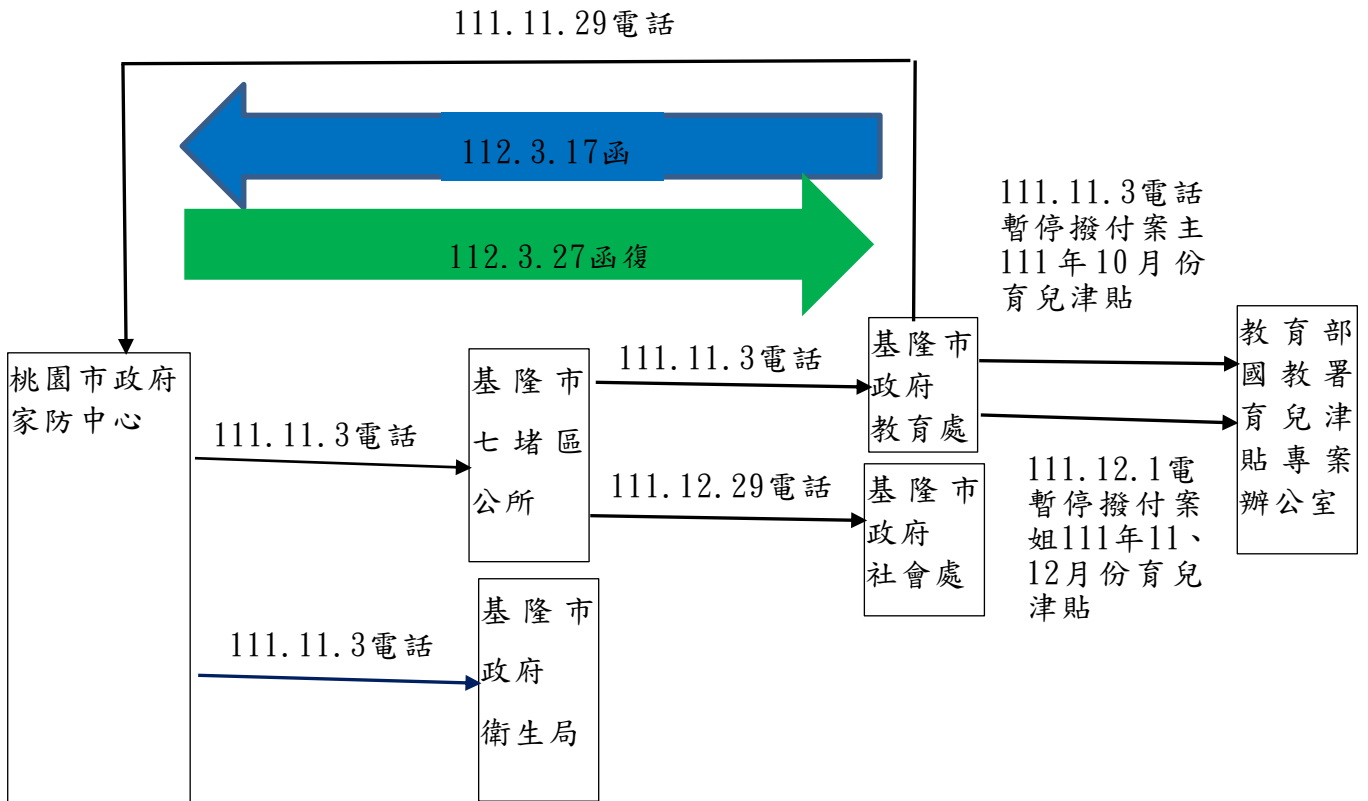 111.11.29電話
112.3.17函
112.3.27函復
111.11.3電話
暫停撥付案主
111年10月份
育兒津貼
桃園市政府
家防中心
111.11.3電話
111.11.3電話
基隆市
七堵區
公所
基隆市
政府
衛生局
111.11.3電話
111.12.29電話
基隆市
政府
教育處
基隆市
政府
社會處
111.12.1電
暫停撥付案
姐111年11、
12月份育兒
津貼
教育部
國教署
育兒津
貼專案
辦公室